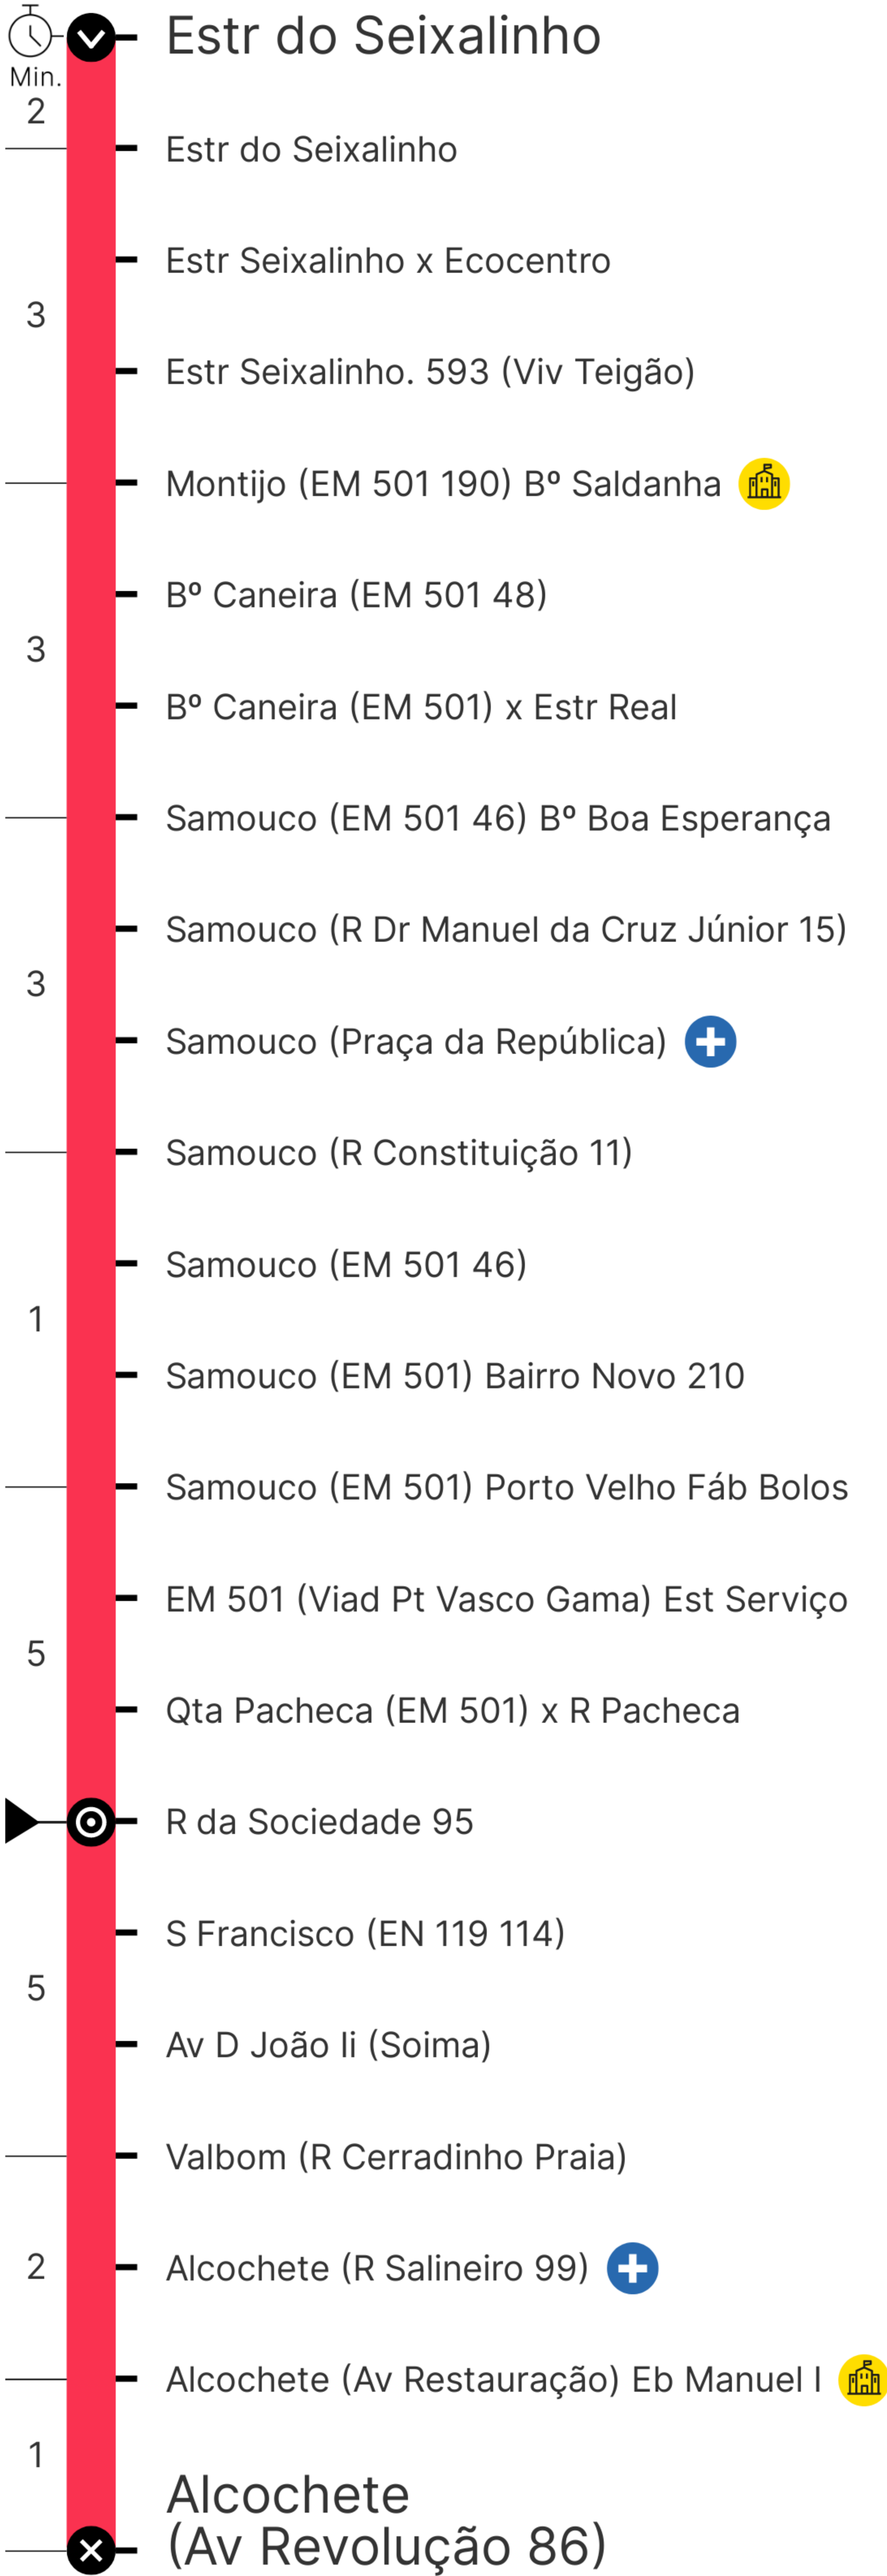 Estr do Seixalinho
Min.
2
Estr do Seixalinho
Estr Seixalinho x Ecocentro
3
Estr Seixalinho. 593 (Viv Teigão)
Montijo (EM 501 190) Bº Saldanha
Bº Caneira (EM 501 48)
3
Bº Caneira (EM 501) x Estr Real
Samouco (EM 501 46) Bº Boa Esperança
Samouco (R Dr Manuel da Cruz Júnior 15)
3
Samouco (Praça da República)
Samouco (R Constituição 11)
Samouco (EM 501 46)
1
Samouco (EM 501) Bairro Novo 210
Samouco (EM 501) Porto Velho Fáb Bolos
EM 501 (Viad Pt Vasco Gama) Est Serviço
5
Qta Pacheca (EM 501) x R Pacheca
R da Sociedade 95
S Francisco (EN 119 114)
5
Av D João Ii (Soima)
Valbom (R Cerradinho Praia)
2
Alcochete (R Salineiro 99)
Alcochete (Av Restauração) Eb Manuel I
1
Alcochete
(Av Revolução 86)